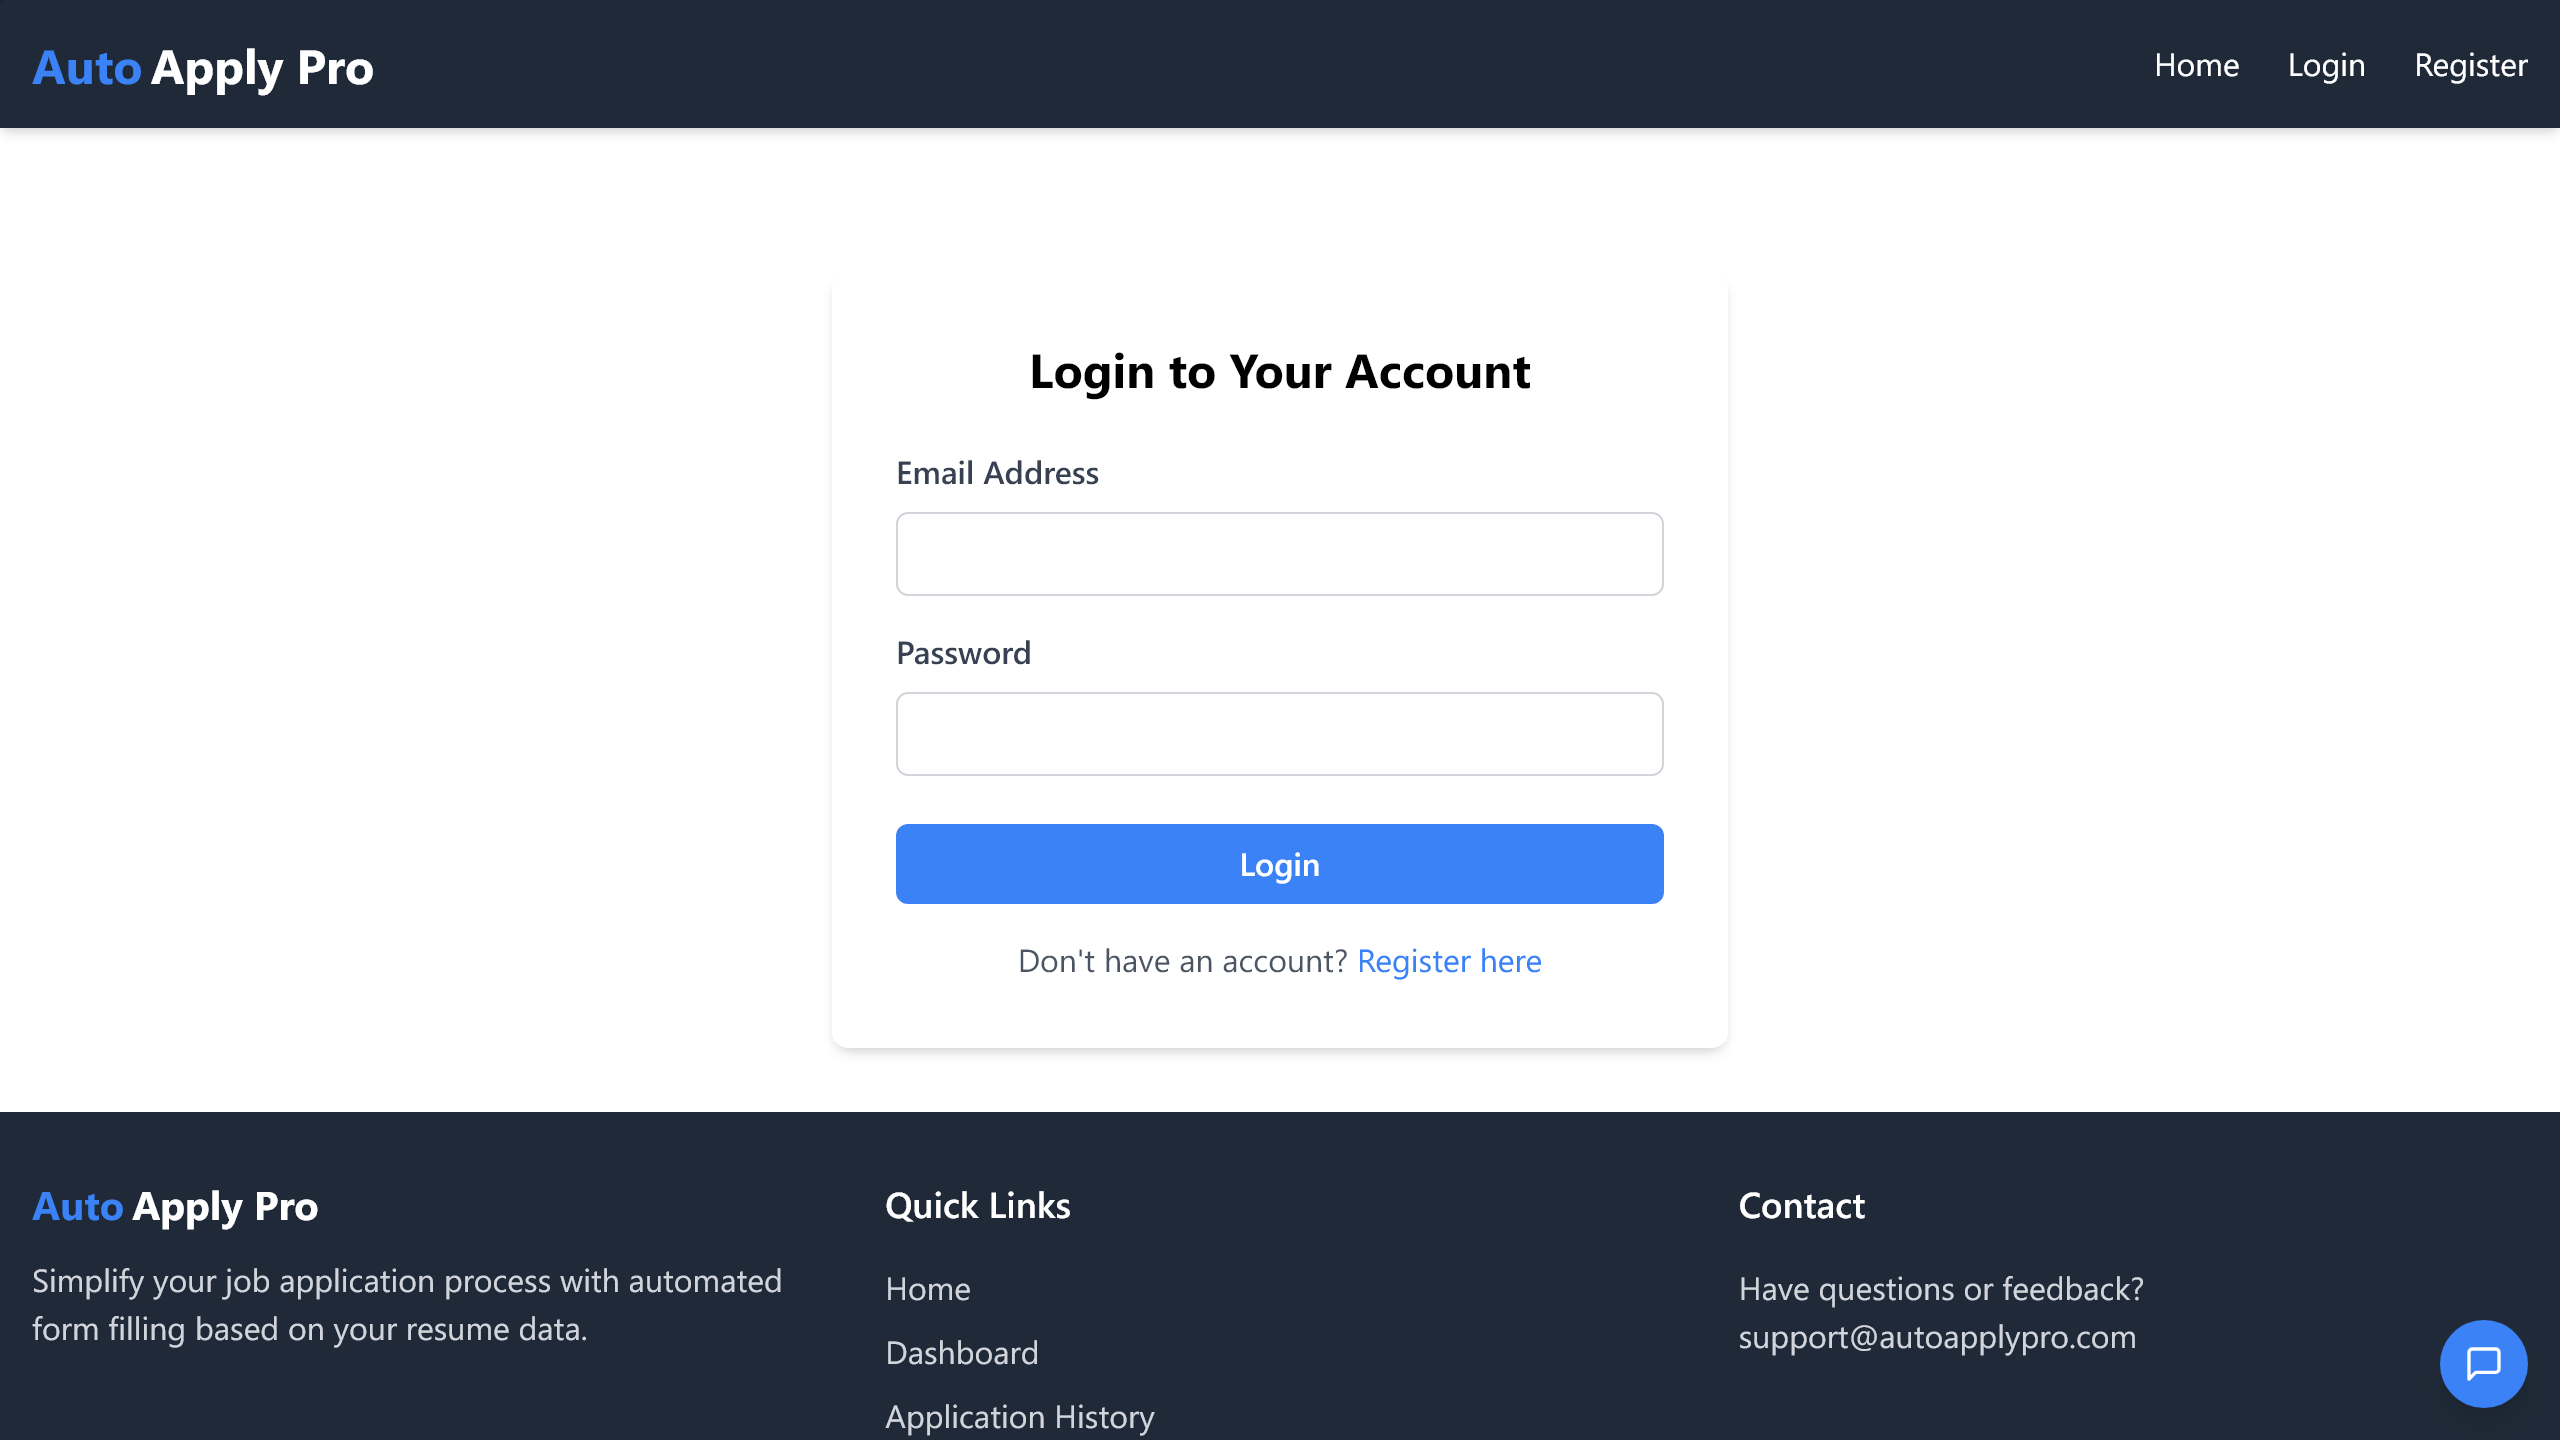 Auto Apply Pro
Home Login Register
Login to Your Account
Email Address
Password
Login
Don't have an account? Register here
Auto Apply Pro
Simplify your job application process with automated
form filling based on your resume data.
Quick Links
Home
Dashboard
Application History
Contact
Have questions or feedback?
support@autoapplypro.com